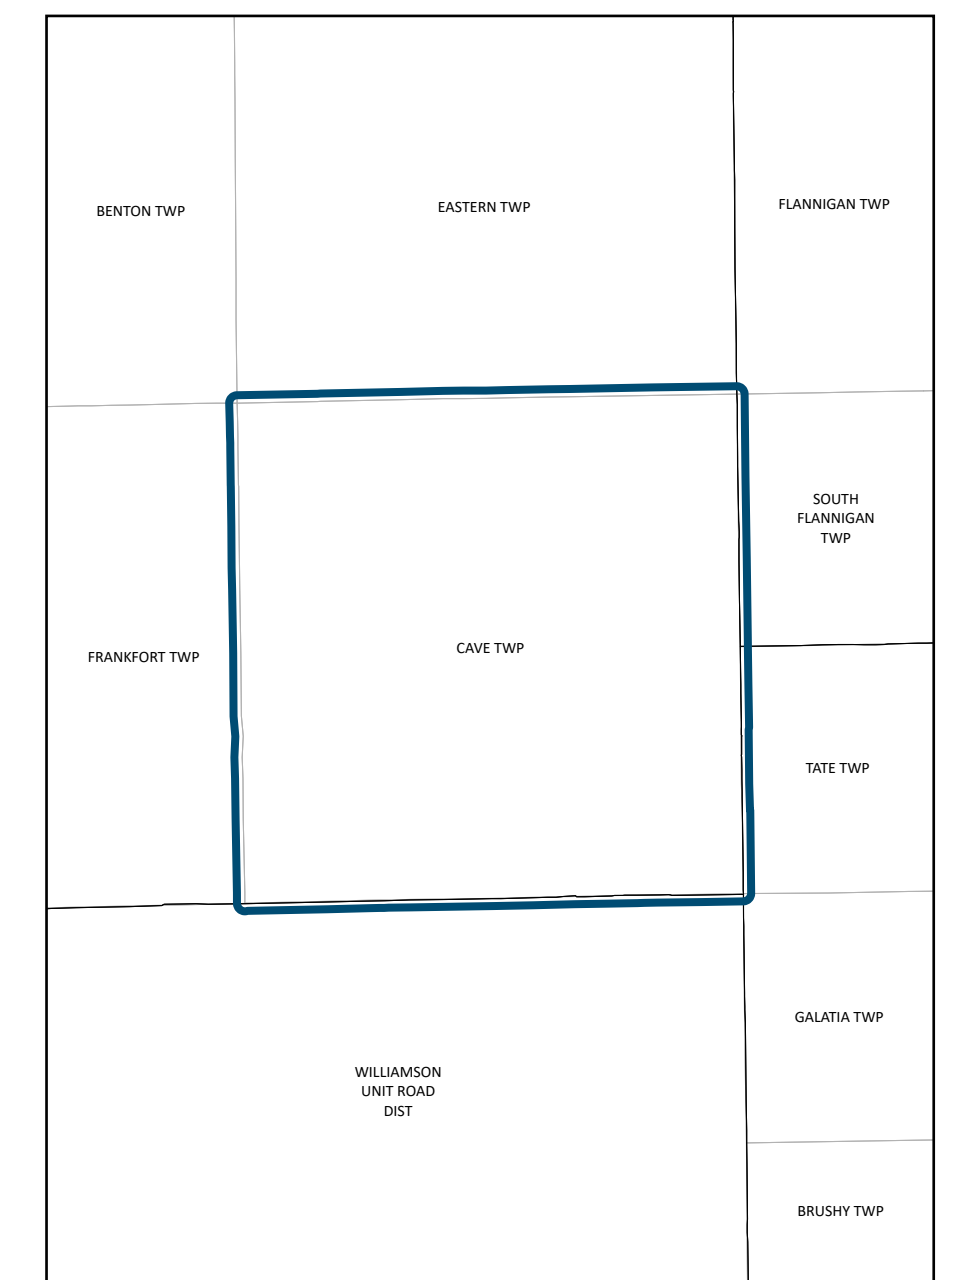 BENTON TWP
EASTERN TWP
FLANNIGAN TWP
SOUTH
FLANNIGAN
TWP
FRANKFORT TWP
CAVE TWP
TATE TWP
GALATIA TWP
WILLIAMSON
UNIT ROAD
DIST
BRUSHY TWP